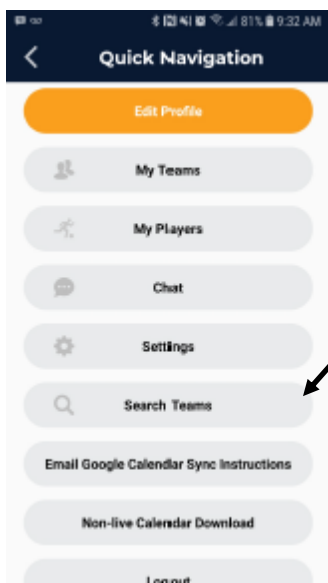 81% 9:32 AM
Quick Navigation
Edit Profile
My Teams
My Players
Chat
Settings
Search Teams
Email Google Calendar Sync Instructions
Non-live Calendar Download
Logout